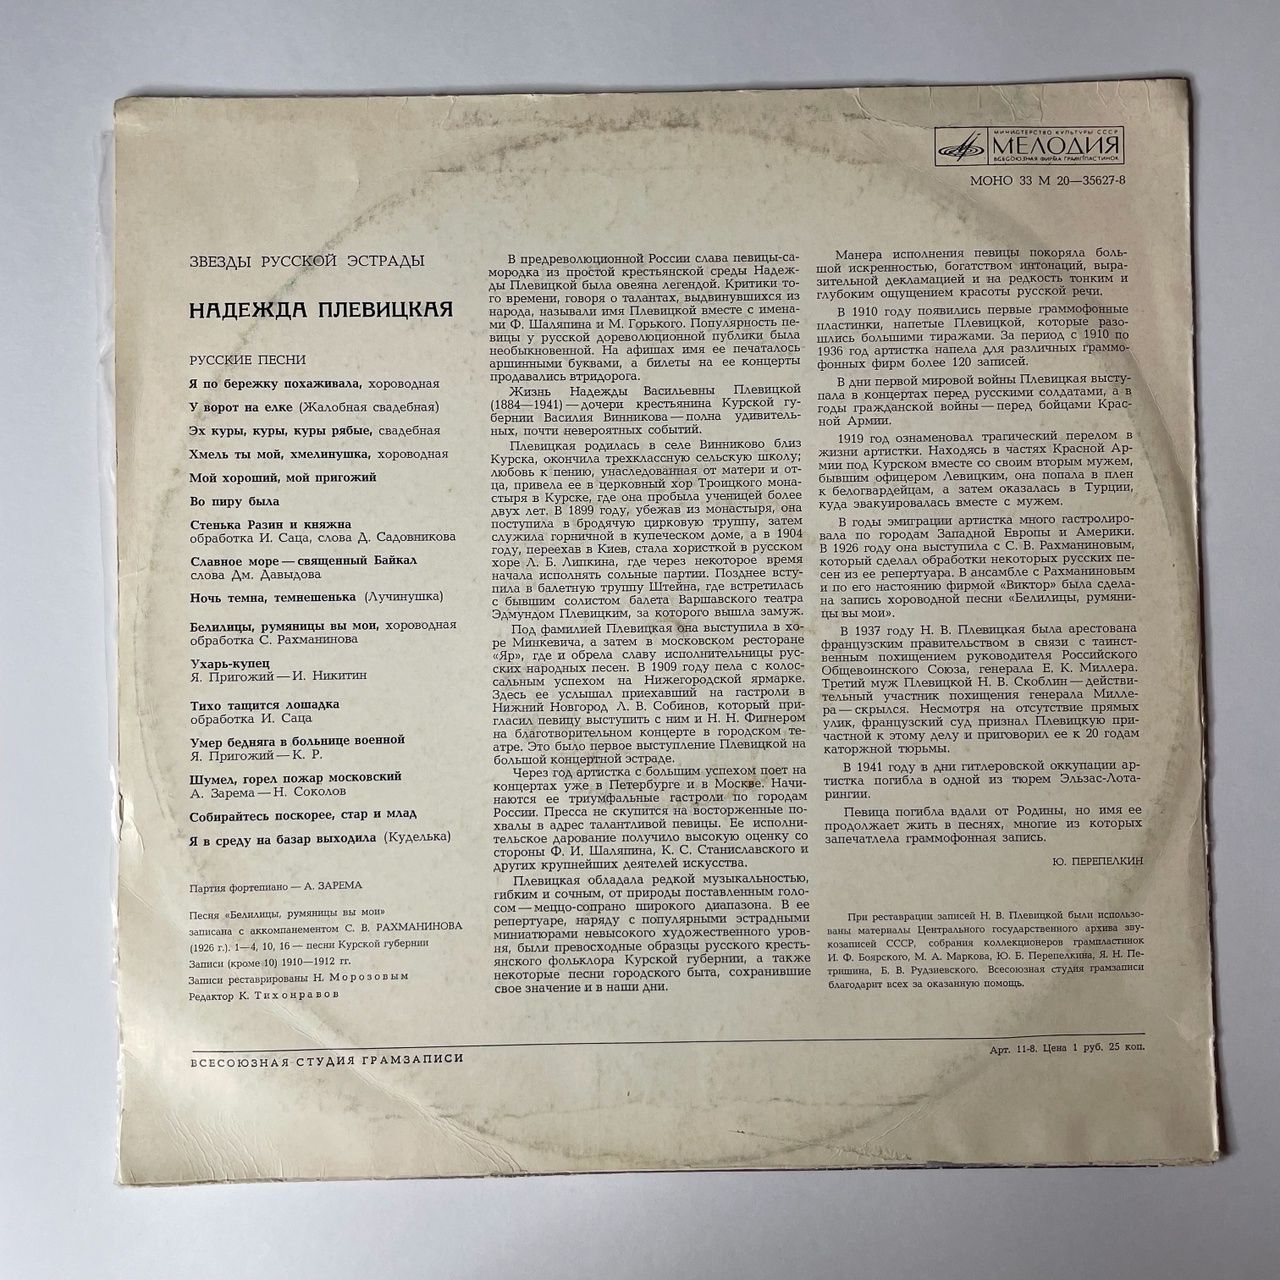 МИНИСТЕРСТВО КУЛЬТУРЫ СССР
МЕЛОДИЯ
ВСЕСОЮЗНАЯ ФИРМА ГРАМПЛАСТИНОК
МОНО 33 М 20—35627-8
ЗВЕЗДЫ РУССКОЙ ЭСТРАДЫ
НАДЕЖДА ПЛЕВИЦКАЯ
РУССКИЕ ПЕСНИ
Я по бережку похаживала, хороводная
У ворот на елке (Жалобная свадебная)
Эх куры, куры, куры рябые, свадебная
Хмель ты мой, хмелинушка, хороводная
Мой хороший, мой пригожий
Во пиру была
Стенька Разин и княжна
обработка И. Саца, слова Д. Садовникова
Славное море — священный Байкал
слова Дм. Давыдова
Ночь темна, темнешенька (Лучинушка)
Белилицы, румяницы вы мои, хороводная
обработка С. Рахманинова
Ухарь-купец
Я. Пригожий — И. Никитин
Тихо тащится лошадка
обработка И. Саца
Умер бедняга в больнице военной
Я. Пригожий — К. Р.
Шумел, горел пожар московский
А. Зарема — Н. Соколов
Собирайтесь поскорее, стар и млад
Я в среду на базар выходила (Куделька)
Партия фортепиано — А. ЗАРЕМА
Песня «Белилицы, румяницы вы мои»
записана с аккомпанементом С. В. РАХМАНИНОВА
(1926 г.). 1—4, 10, 16 — песни Курской губернии
Записи (кроме 10) 1910—1912 гг.
Записи реставрированы Н. Морозовым
Редактор К. Тихонравов
В предреволюционной России слава певицы-са-
мородка из простой крестьянской среды Надеж-
ды Плевицкой была овеяна легендой. Критики то-
го времени, говоря о талантах, выдвинувшихся из
народа, называли имя Плевицкой вместе с имена-
ми Ф. Шаляпина и М. Горького. Популярность пе-
вицы у русской дореволюционной публики была
необыкновенной. На афишах имя ее печаталось
аршинными буквами, а билеты на ее концерты
продавались втридорога.
Жизнь Надежды Васильевны Плевицкой
(1884—1941) — дочери крестьянина Курской гу-
бернии Василия Винникова — полна удивитель-
ных, почти невероятных событий.
Плевицкая родилась в селе Винниково близ
Курска, окончила трехклассную сельскую школу;
любовь к пению, унаследованная от матери и от-
ца, привела ее в церковный хор Троицкого мона-
стыря в Курске, где она пробыла ученицей более
двух лет. В 1899 году, убежав из монастыря, она
поступила в бродячую цирковую труппу, затем
служила горничной в купеческом доме, а в 1904
году, переехав в Киев, стала хористкой в русском
хоре Л. Б. Липкина, где через некоторое время
начала исполнять сольные партии. Позднее всту-
пила в балетную труппу Штейна, где встретилась
с бывшим солистом балета Варшавского театра
Эдмундом Плевицким, за которого вышла замуж.
Под фамилией Плевицкая она выступила в хо-
ре Минкевича, а затем в московском ресторане
«Яр», где и обрела славу исполнительницы рус-
ских народных песен. В 1909 году пела с колос-
сальным успехом на Нижегородской ярмарке.
Здесь ее услышал приехавший на гастроли в
Нижний Новгород Л. В. Собинов, который при-
гласил певицу выступить с ним и Н. Н. Фигнером
на благотворительном концерте в городском те-
атре. Это было первое выступление Плевицкой на
большой концертной эстраде.
Через год артистка с большим успехом поет на
концертах уже в Петербурге и в Москве. Начи-
наются ее триумфальные гастроли по городам
России. Пресса не скупится на восторженные по-
хвалы в адрес талантливой певицы. Ее исполни-
тельское дарование получило высокую оценку со
стороны Ф. И. Шаляпина, К. С. Станиславского и
других крупнейших деятелей искусства.
Плевицкая обладала редкой музыкальностью,
гибким и сочным, от природы поставленным голо-
сом — меццо-сопрано широкого диапазона. В ее
репертуаре, наряду с популярными эстрадными
миниатюрами невысокого художественного уров-
ня, были превосходные образцы русского кресть-
янского фольклора Курской губернии, а также
некоторые песни городского быта, сохранившие
свое значение и в наши дни.
Манера исполнения певицы покоряла боль-
шой искренностью, богатством интонаций, выра-
зительной декламацией и на редкость тонким и
глубоким ощущением красоты русской речи.
В 1910 году появились первые граммофонные
пластинки, напетые Плевицкой, которые разо-
шлись большими тиражами. За период с 1910 по
1936 год артистка напела для различных граммо-
фонных фирм более 120 записей.
В дни первой мировой войны Плевицкая высту-
пала в концертах перед русскими солдатами, а в
годы гражданской войны — перед бойцами Крас-
ной Армии.
1919 год ознаменовал трагический перелом в
жизни артистки. Находясь в частях Красной Ар-
мии под Курском вместе со своим вторым мужем,
бывшим офицером Левицким, она попала в плен
к белогвардейцам, а затем оказалась в Турции,
куда эвакуировалась вместе с мужем.
В годы эмиграции артистка много гастролиро-
вала по городам Западной Европы и Америки.
В 1926 году она выступила с С. В. Рахманиновым,
который сделал обработки некоторых русских пе-
сен из ее репертуара. В ансамбле с Рахманиновым
и по его настоянию фирмой «Виктор» была сдела-
на запись хороводной песни «Белилицы, румяни-
цы вы мои».
В 1937 году Н. В. Плевицкая была арестована
французским правительством в связи с таинст-
венным похищением руководителя Российского
Общевоинского Союза, генерала Е. К. Миллера.
Третий муж Плевицкой Н. В. Скоблин — действи-
тельный участник похищения генерала Милле-
ра — скрылся. Несмотря на отсутствие прямых
улик, французский суд признал Плевицкую при-
частной к этому делу и приговорил ее к 20 годам
каторжной тюрьмы.
В 1941 году в дни гитлеровской оккупации ар-
тистка погибла в одной из тюрем Эльзас-Лота-
рингии.
Певица погибла вдали от Родины, но имя ее
продолжает жить в песнях, многие из которых
запечатлела граммофонная запись.
Ю. ПЕРЕПЕЛКИН
При реставрации записей Н. В. Плевицкой были использо-
ваны материалы Центрального государственного архива зву-
козаписей СССР, собрания коллекционеров грампластинок
И. Ф. Боярского, М. А. Маркова, Ю. Б. Перепелкина, Я. Н. Пе-
тришина, Б. В. Рудзиевского. Всесоюзная студия грамзаписи
благодарит всех за оказанную помощь.
ВСЕСОЮЗНАЯ СТУДИЯ ГРАМЗАПИСИ
Арт. 11-8. Цена 1 руб. 25 коп.